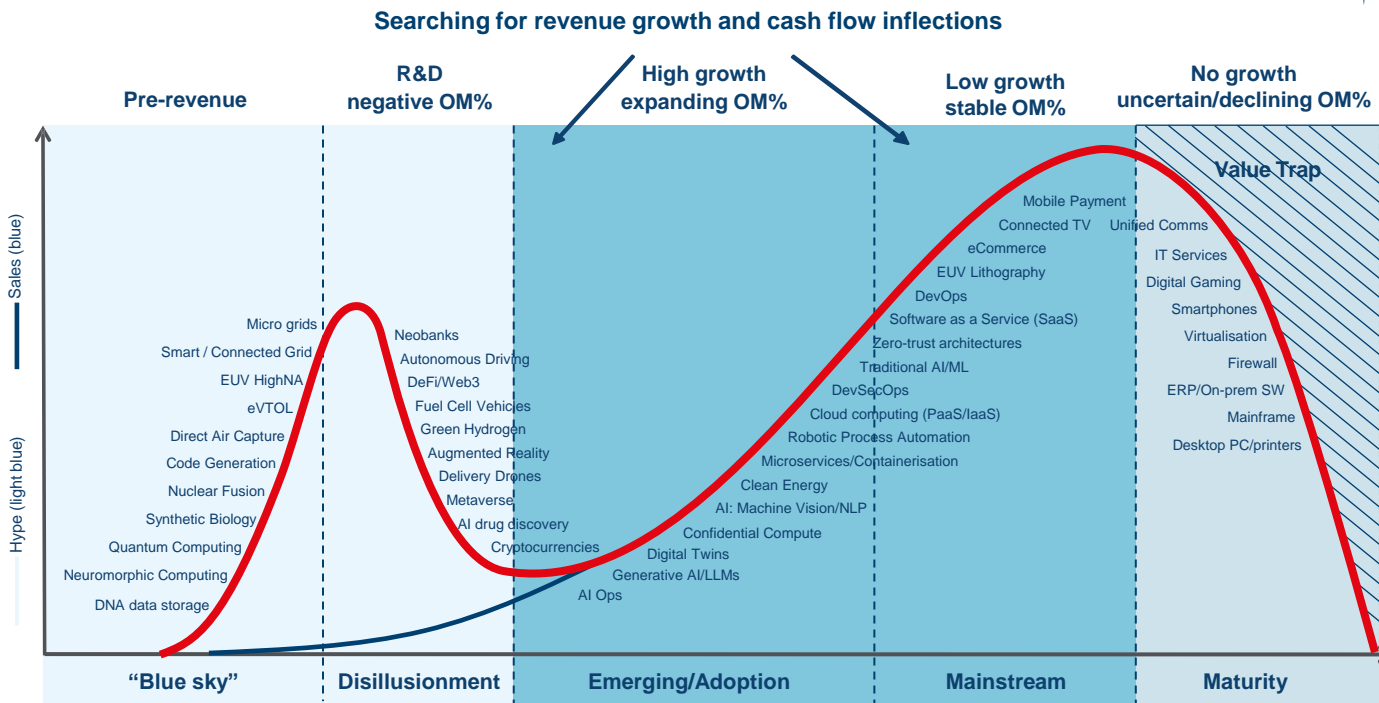 Searching for revenue growth and cash flow inflections
Pre-revenue
R&D
negative OM%
High growth
expanding OM%
Low growth
stable OM%
No growth
uncertain/declining OM%
Value Trap
Sales (blue)
Hype (light blue)
Micro grids
Smart / Connected Grid
EUV HighNA
eVTOL
Direct Air Capture
Code Generation
Nuclear Fusion
Synthetic Biology
Quantum Computing
Neuromorphic Computing
DNA data storage
Neobanks
Autonomous Driving
DeFi/Web3
Fuel Cell Vehicles
Green Hydrogen
Augmented Reality
Delivery Drones
Metaverse
AI drug discovery
Cryptocurrencies
Mobile Payment
Connected TV
eCommerce
EUV Lithography
DevOps
Software as a Service (SaaS)
Zero-trust architectures
Traditional AI/ML
DevSecOps
Cloud computing (PaaS/IaaS)
Robotic Process Automation
Microservices/Containerisation
Clean Energy
AI: Machine Vision/NLP
Confidential Compute
Digital Twins
Generative AI/LLMs
AI Ops
Unified Comms
IT Services
Digital Gaming
Smartphones
Virtualisation
Firewall
ERP/On-prem SW
Mainframe
Desktop PC/printers
“Blue sky”
Disillusionment
Emerging/Adoption
Mainstream
Maturity